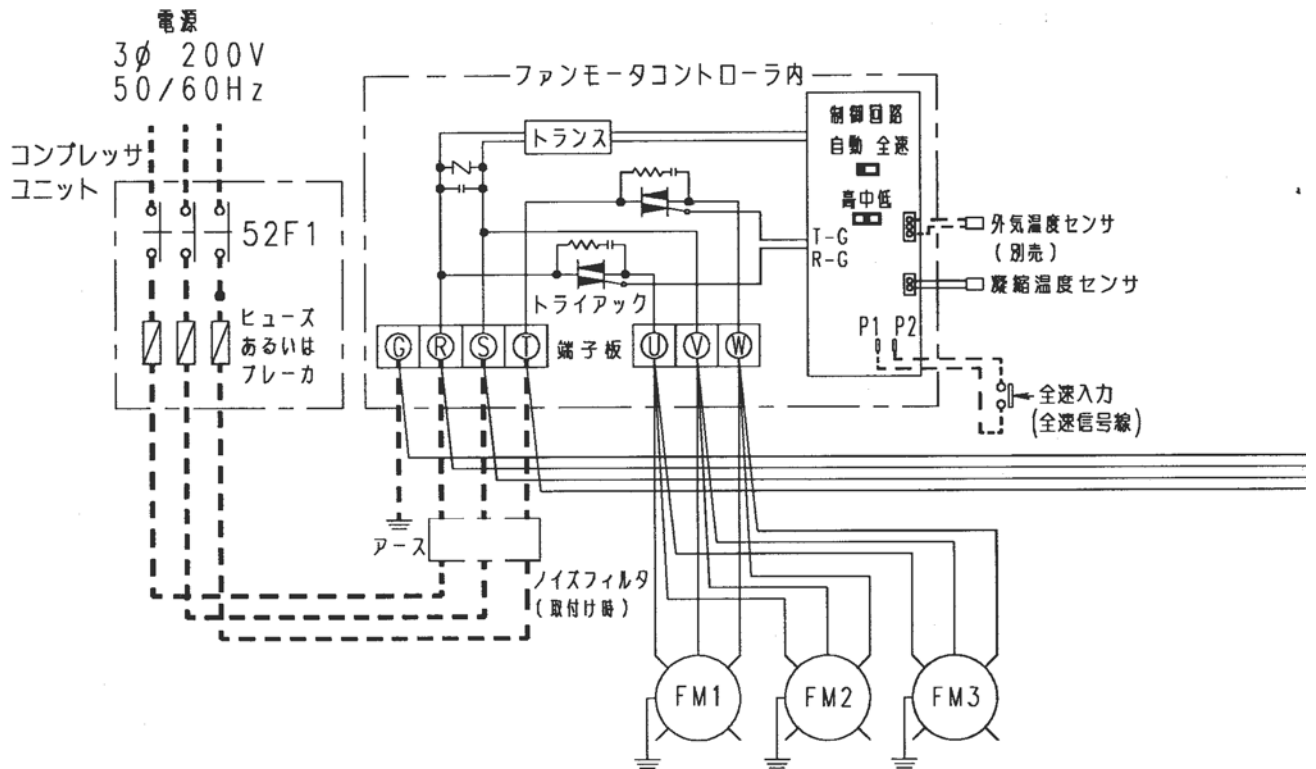 電源
3φ 200V
50/60Hz
コンプレッサ
ユニット
52F1
ヒューズ
あるいは
ブレーカ
ファンモータコントローラ内
トランス
制御回路
自動 全速
高中低
T-G
R-G
外気温度センサ
(別売)
凝縮温度センサ
トライアック
G R S T 端子板 U V W
P1 P2
全速入力
(全速信号線)
アース
ノイズフィルタ
(取付け時)
FM1 FM2 FM3